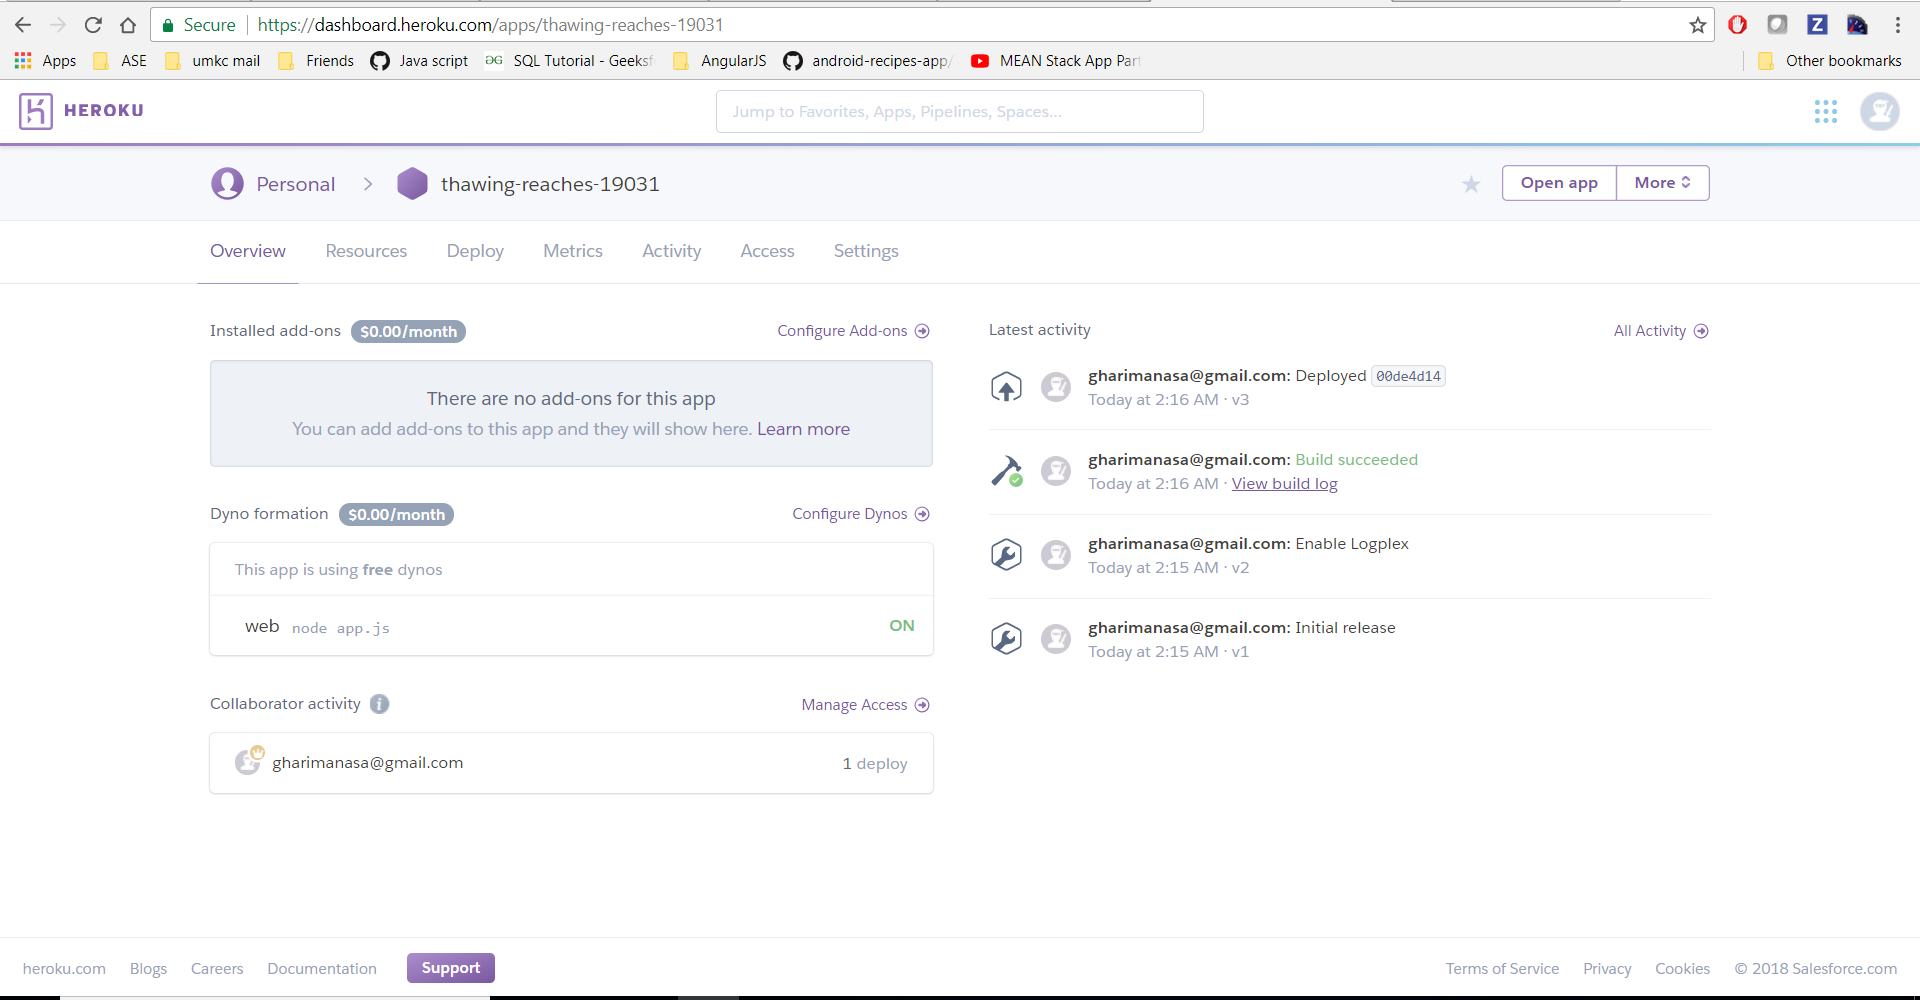 Secure https://dashboard.heroku.com/apps/thawing-reaches-19031
Apps ASE umkc mail Friends Java script SQL Tutorial - Geeksf AngularJS android-recipes-app/ MEAN Stack App Part Other bookmarks
HEROKU Jump to Favorites, Apps, Pipelines, Spaces...
Personal thawing-reaches-19031 Open app More
Overview Resources Deploy Metrics Activity Access Settings
Installed add-ons $0.00/month Configure Add-ons
There are no add-ons for this app
You can add add-ons to this app and they will show here. Learn more
Dyno formation $0.00/month Configure Dynos
This app is using free dynos
web node app.js ON
Collaborator activity Manage Access
gharimanasa@gmail.com 1 deploy
Latest activity All Activity
gharimanasa@gmail.com: Deployed 00de4d14
Today at 2:16 AM · v3
gharimanasa@gmail.com: Build succeeded
Today at 2:16 AM · View build log
gharimanasa@gmail.com: Enable Logplex
Today at 2:15 AM · v2
gharimanasa@gmail.com: Initial release
Today at 2:15 AM · v1
heroku.com Blogs Careers Documentation Support Terms of Service Privacy Cookies © 2018 Salesforce.com